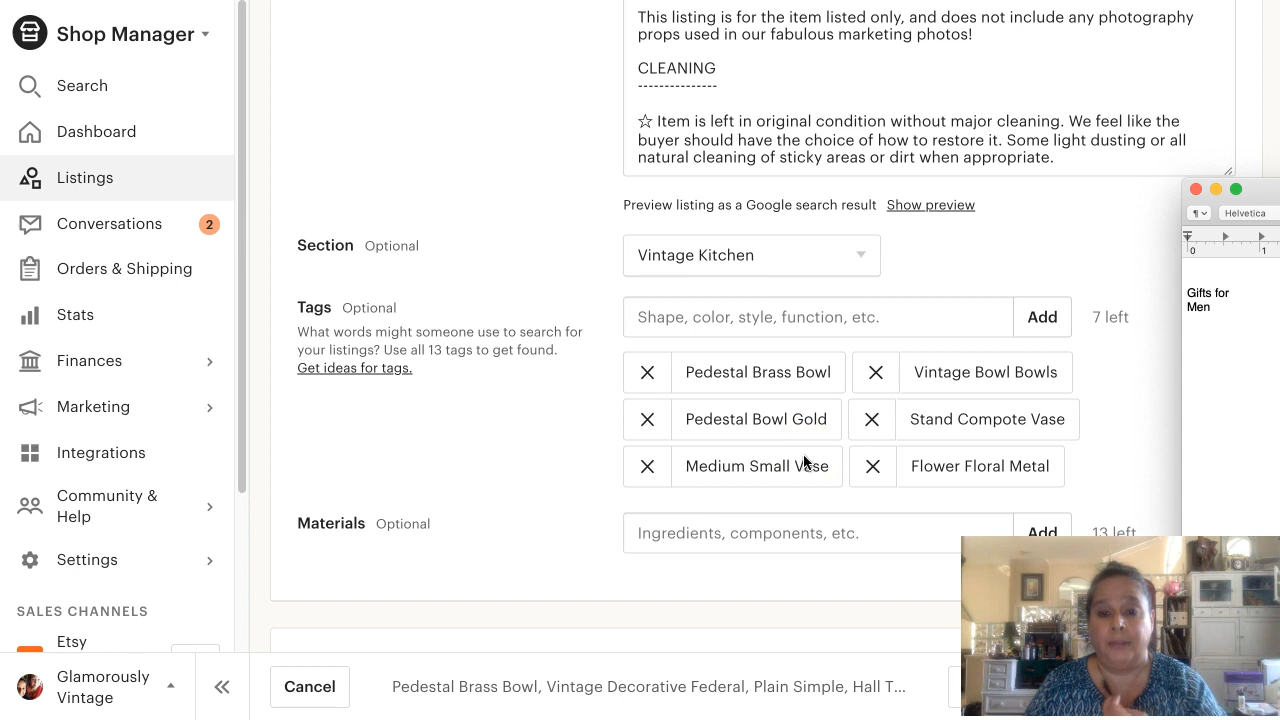 Shop Manager
Search
Dashboard
Listings
Conversations 2
Orders & Shipping
Stats
Finances
Marketing
Integrations
Community &
Help
Settings
SALES CHANNELS
Etsy
Glamorously
Vintage
This listing is for the item listed only, and does not include any photography
props used in our fabulous marketing photos!
CLEANING
---------------
☆ Item is left in original condition without major cleaning. We feel like the
buyer should have the choice of how to restore it. Some light dusting or all
natural cleaning of sticky areas or dirt when appropriate.
Preview listing as a Google search result Show preview
Section Optional
Vintage Kitchen
Tags Optional
What words might someone use to search for
your listings? Use all 13 tags to get found.
Get ideas for tags.
Shape, color, style, function, etc. Add 7 left
Pedestal Brass Bowl Vintage Bowl Bowls
Pedestal Bowl Gold Stand Compote Vase
Medium Small Vase Flower Floral Metal
Materials Optional
Ingredients, components, etc. Add 13 left
Cancel
Pedestal Brass Bowl, Vintage Decorative Federal, Plain Simple, Hall T...
Helvetica
0 1
Gifts for
Men